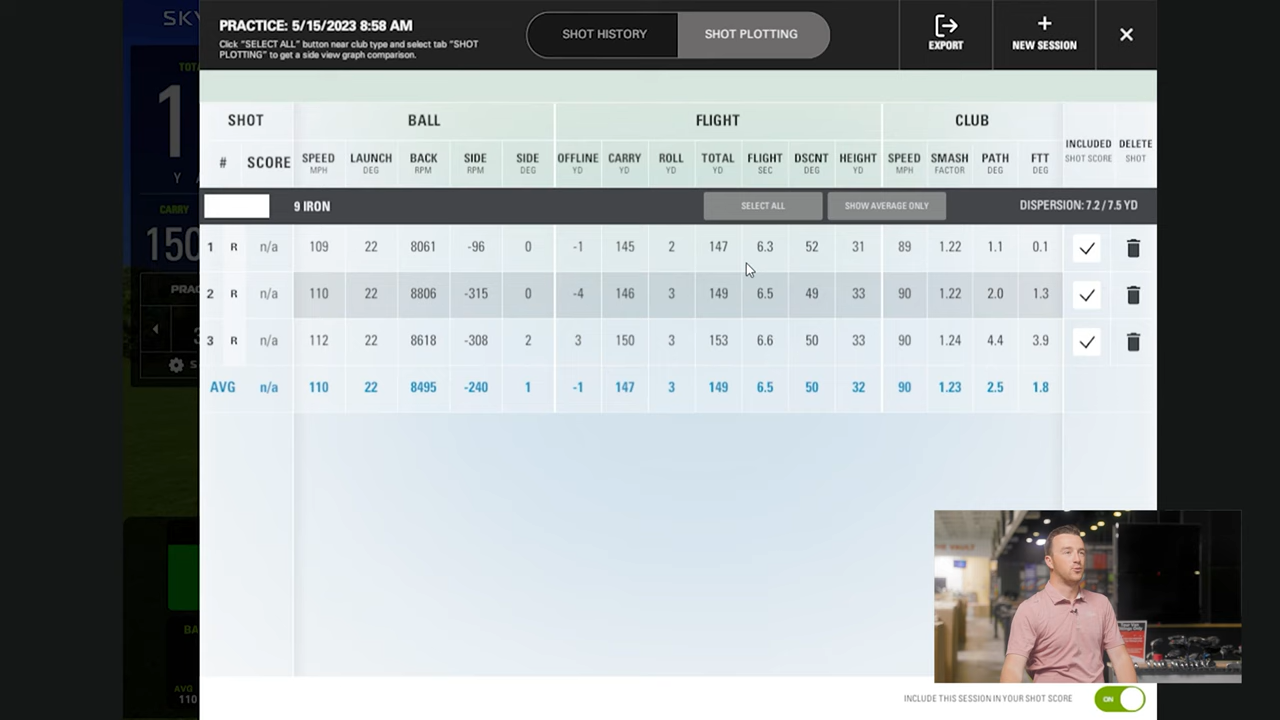 SKY
PRACTICE: 5/15/2023 8:58 AM
Click "SELECT ALL" button near club type and select tab "SHOT
PLOTTING" to get a side view graph comparison.
SHOT HISTORY
SHOT PLOTTING
EXPORT
NEW SESSION
SHOT BALL FLIGHT CLUB
# SCORE SPEED LAUNCH BACK SIDE SIDE OFFLINE CARRY ROLL TOTAL FLIGHT DSCNT HEIGHT SPEED SMASH PATH FTT INCLUDED DELETE
MPH DEG RPM RPM DEG YD YD YD YD SEC DEG YD MPH FACTOR DEG DEG SHOT SCORE SHOT
9 IRON SELECT ALL SHOW AVERAGE ONLY DISPERSION: 7.2 / 7.5 YD
1 R n/a 109 22 8061 -96 0 -1 145 2 147 6.3 52 31 89 1.22 1.1 0.1
2 R n/a 110 22 8806 -315 0 -4 146 3 149 6.5 49 33 90 1.22 2.0 1.3
3 R n/a 112 22 8618 -308 2 3 150 3 153 6.6 50 33 90 1.24 4.4 3.9
AVG n/a 110 22 8495 -240 1 -1 147 3 149 6.5 50 32 90 1.23 2.5 1.8
CARRY
150
AVG
110
INCLUDE THIS SESSION IN YOUR SHOT SCORE
ON